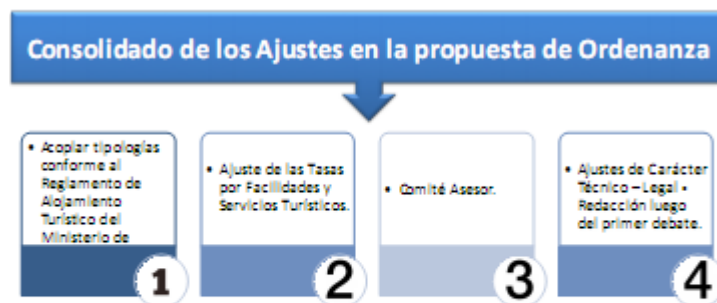 Consolidado de los Ajustes en la propuesta de Ordenanza
• Acoplar tipologías
conforme al
Reglamento de
Alojamiento
Turístico del
Ministerio de
1
• Ajuste de las Tasas
por Facilidades y
Servicios Turísticos.
2
• Comité Asesor.
3
• Ajustes de Carácter
Técnico – Legal -
Redacción luego
del primer debate.
4